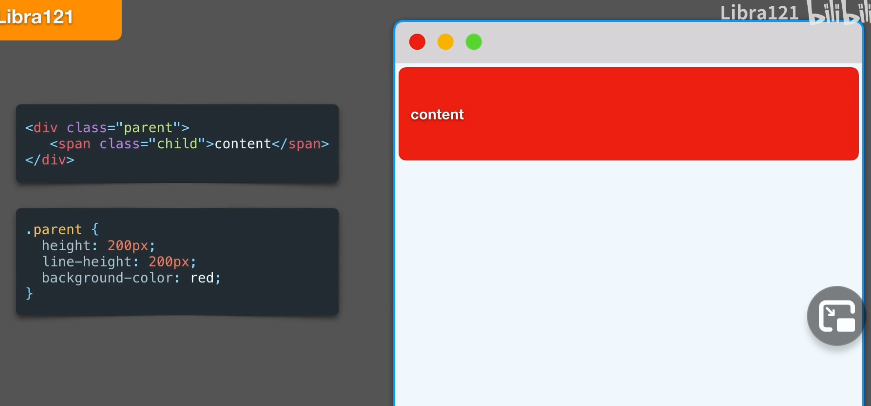 Libra121
Libra121 bilibili
<div class="parent">
<span class="child">content</span>
</div>
.parent {
height: 200px;
line-height: 200px;
background-color: red;
}
content